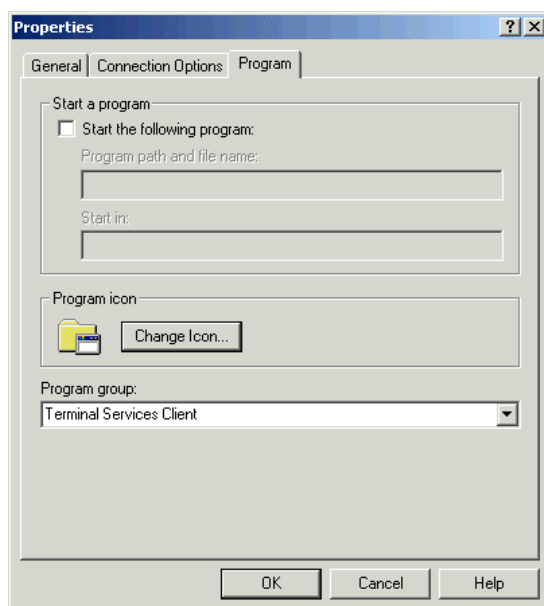 Properties
General Connection Options Program
Start a program
Start the following program:
Program path and file name:
Start in:
Program icon
Change Icon...
Program group:
Terminal Services Client
OK Cancel Help